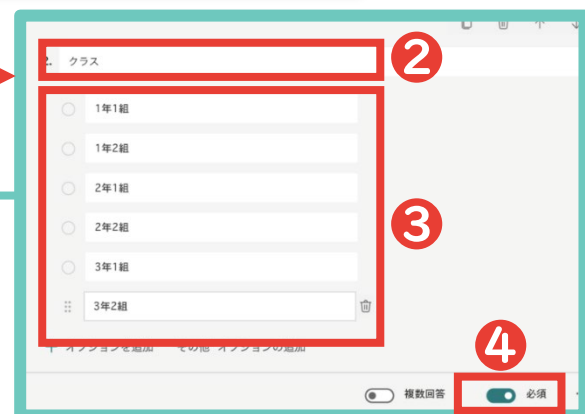 2. クラス
②
1年1組
1年2組
2年1組
2年2組
3年1組
3年2組
③
+ オプションを追加 "その他" オプションの追加
④
複数回答 必須